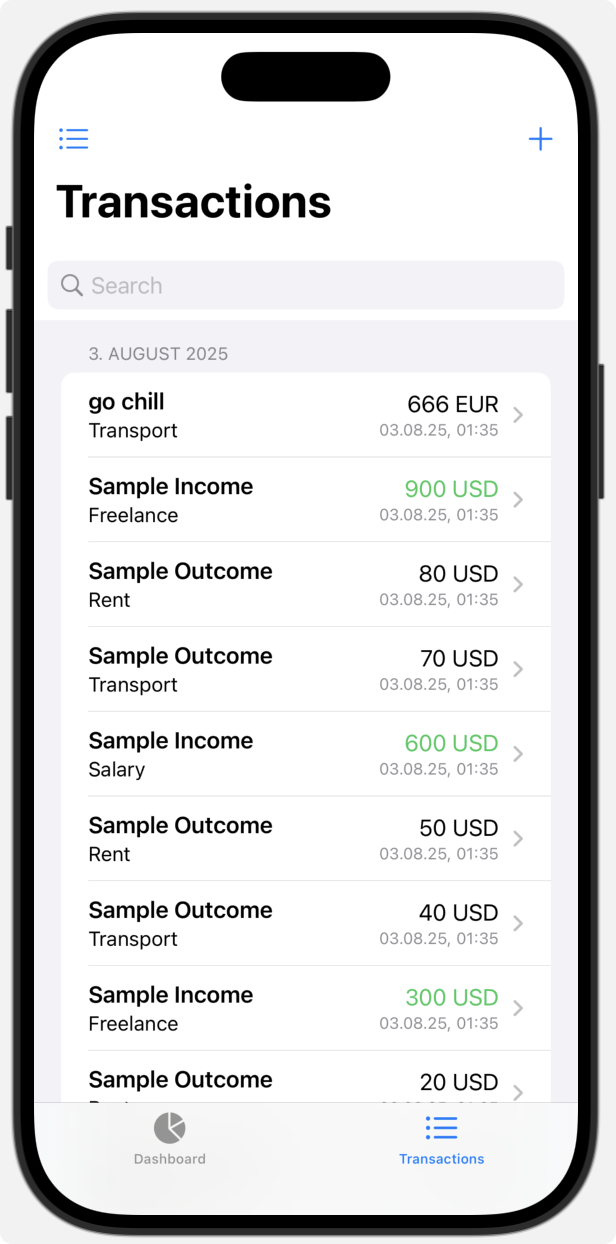 Transactions
Search
3. AUGUST 2025
go chill 666 EUR
Transport 03.08.25, 01:35
Sample Income 900 USD
Freelance 03.08.25, 01:35
Sample Outcome 80 USD
Rent 03.08.25, 01:35
Sample Outcome 70 USD
Transport 03.08.25, 01:35
Sample Income 600 USD
Salary 03.08.25, 01:35
Sample Outcome 50 USD
Rent 03.08.25, 01:35
Sample Outcome 40 USD
Transport 03.08.25, 01:35
Sample Income 300 USD
Freelance 03.08.25, 01:35
Sample Outcome 20 USD
Dashboard Transactions